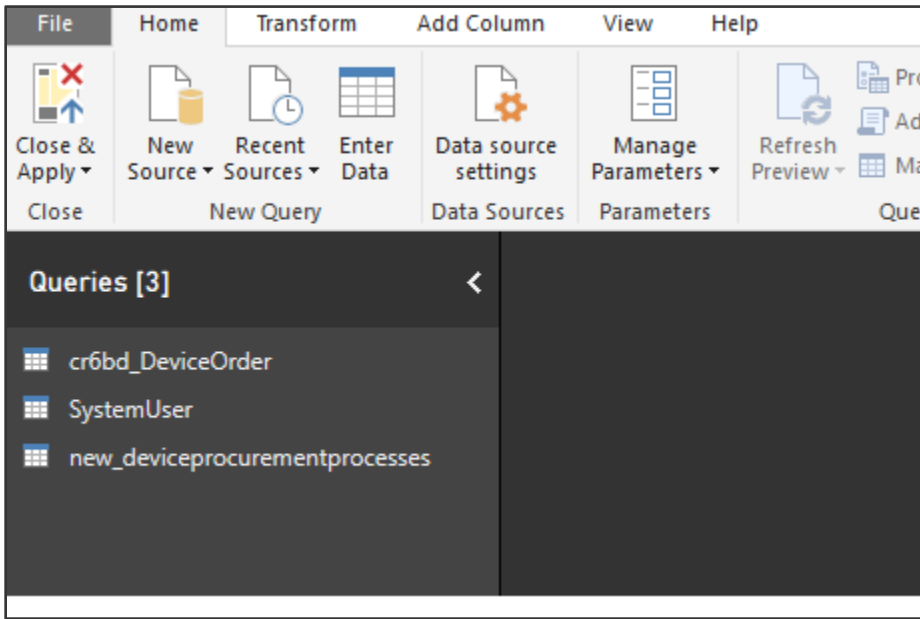 File Home Transform Add Column View Help
Close & Apply
New Source
Recent Sources
Enter Data
Data source settings
Manage Parameters
Refresh Preview
Close
New Query
Data Sources
Parameters
Queries [3]
cr6bd_DeviceOrder
SystemUser
new_deviceprocurementprocesses